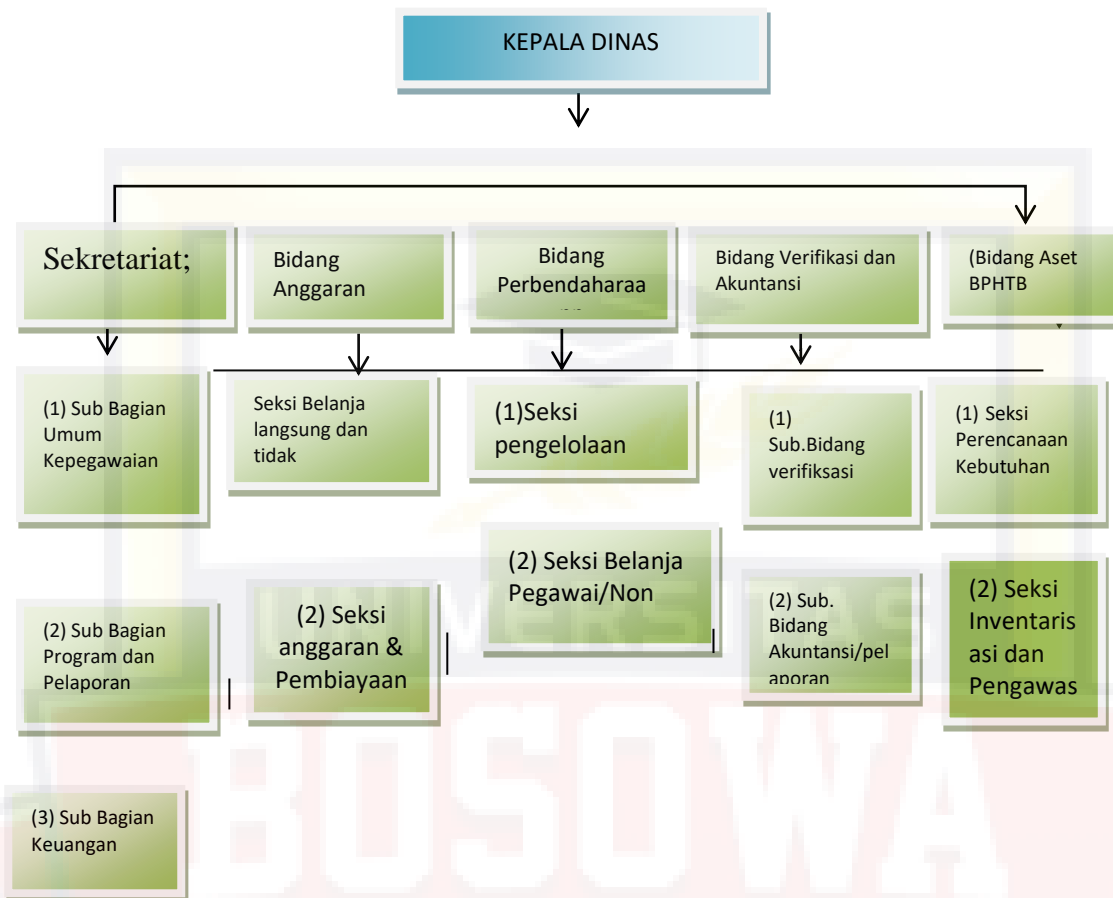 KEPALA DINAS
Sekretariat;
Bidang
Anggaran
Bidang
Perbendaharaa
Bidang Verifikasi dan
Akuntansi
(Bidang Aset
BPHTB
(1) Sub Bagian
Umum
Kepegawaian
Seksi Belanja
langsung dan
tidak
(1)Seksi
pengelolaan
(1)
Sub.Bidang
verifiksasi
(1) Seksi
Perencanaan
Kebutuhan
(2) Sub Bagian
Program dan
Pelaporan
(2) Seksi
anggaran &
Pembiayaan
(2) Seksi Belanja
Pegawai/Non
(2) Sub.
Bidang
Akuntansi/pel
aporan
(2) Seksi
Inventaris
asi dan
Pengawas
(3) Sub Bagian
Keuangan
UNIVERSITAS
BOSOWA